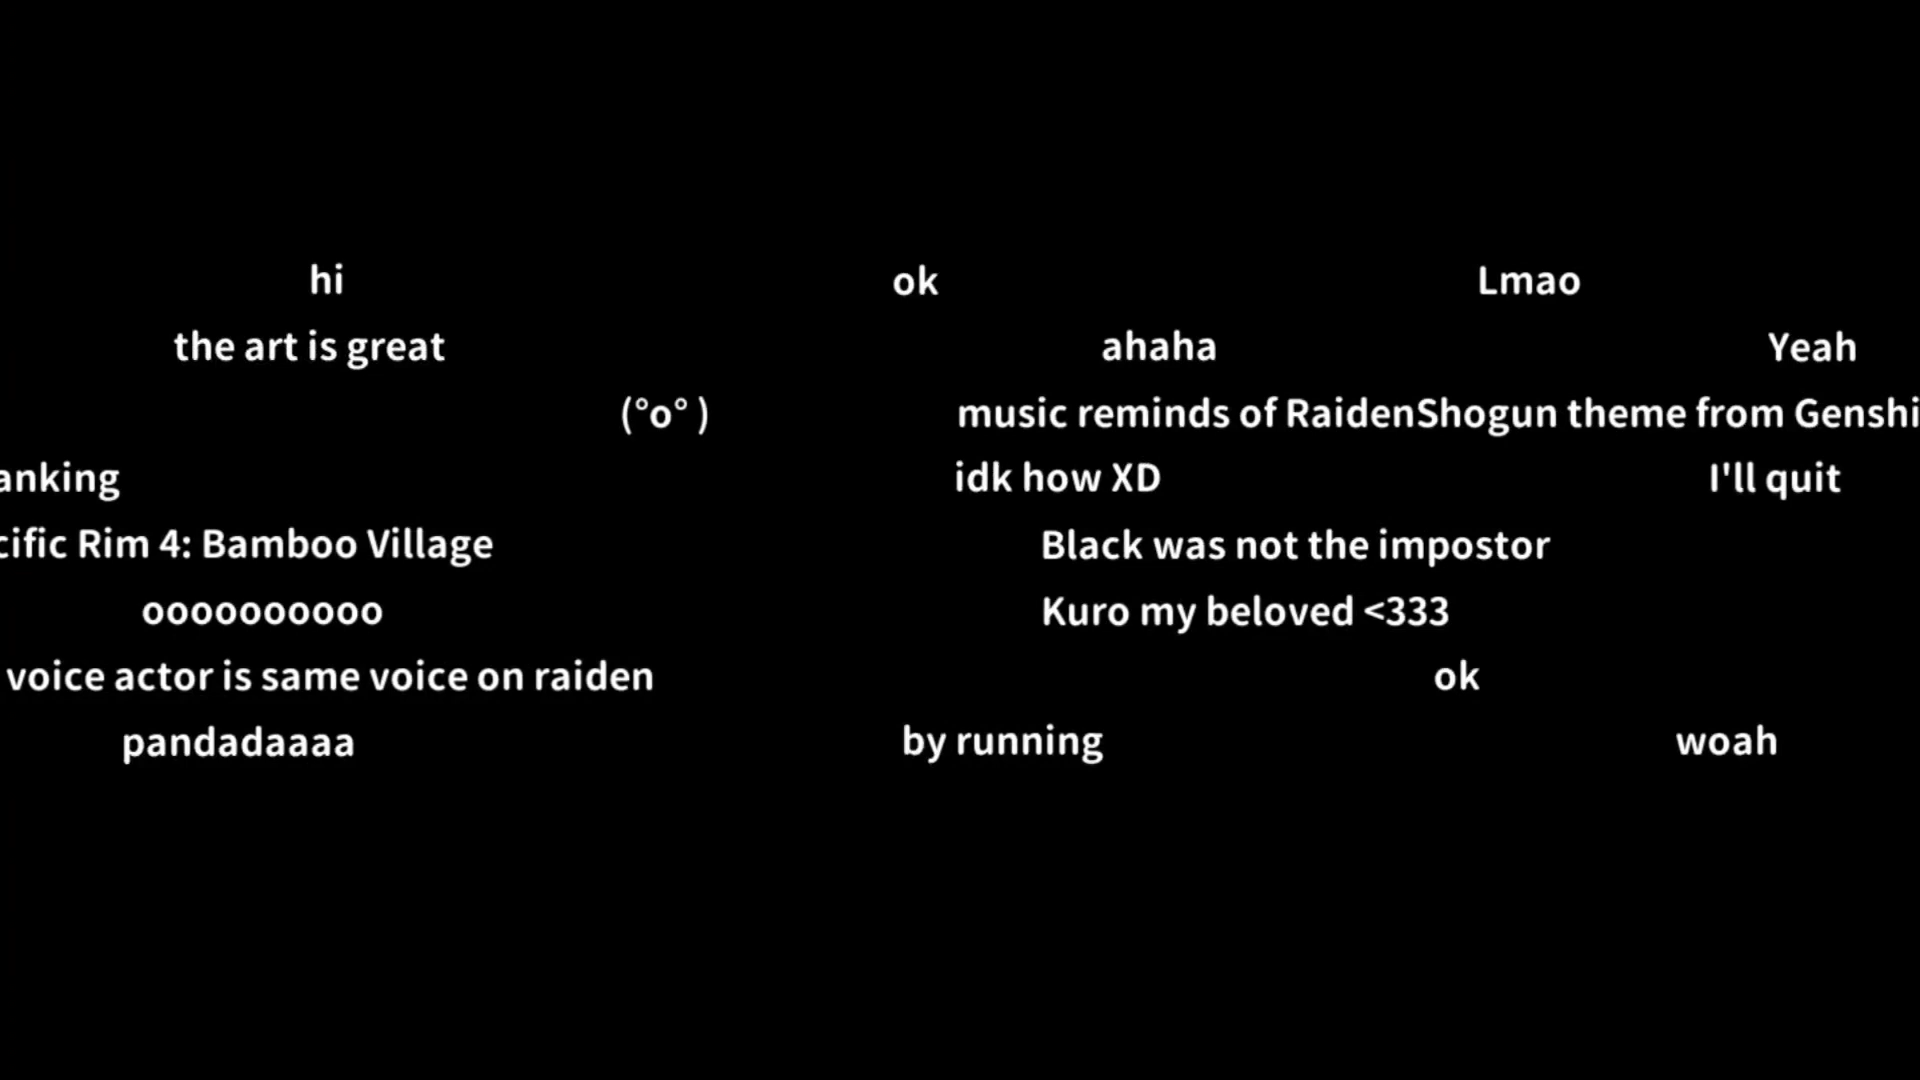 hi ok Lmao
the art is great ahaha Yeah
(°o° ) music reminds of RaidenShogun theme from Genshi
anking idk how XD I'll quit
cific Rim 4: Bamboo Village Black was not the impostor
oooooooooo Kuro my beloved <333
voice actor is same voice on raiden ok
pandadaaaa by running woah